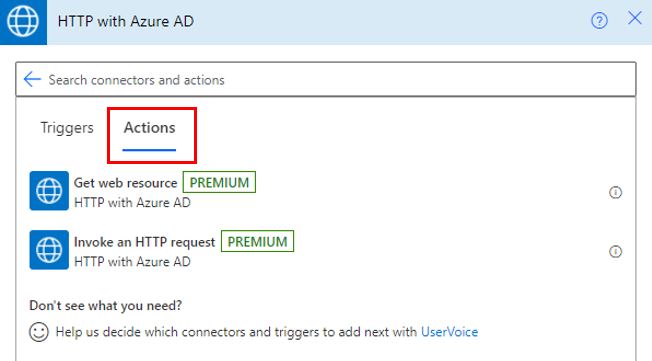 HTTP with Azure AD
Search connectors and actions
Triggers Actions
Get web resource PREMIUM
HTTP with Azure AD
Invoke an HTTP request PREMIUM
HTTP with Azure AD
Don't see what you need?
Help us decide which connectors and triggers to add next with UserVoice